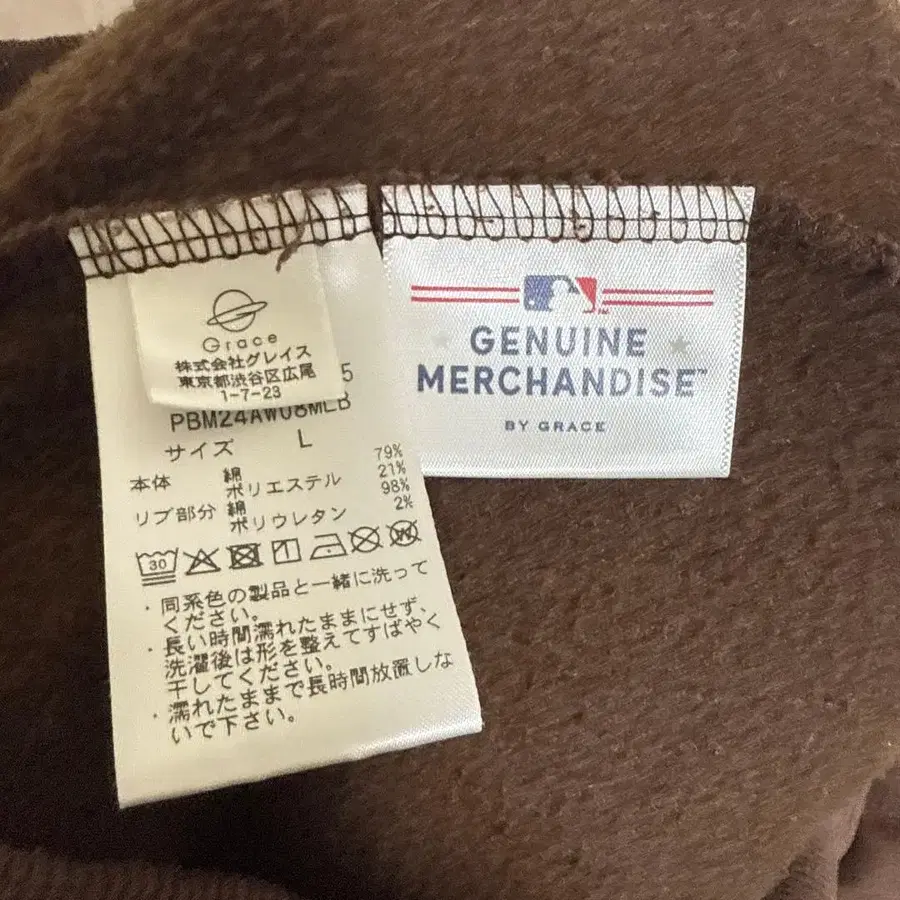 Grace
株式会社グレイス
東京都渋谷区広尾
1-7-23
5
PBM24AW08MLB
サイズ L
本体 綿 79%
ポリエステル 21%
リブ部分 綿 98%
ポリウレタン 2%
30
W
・同系色の製品と一緒に洗って
ください。
・長い時間濡れたままにせず、
洗濯後は形を整えてすばやく
干してください。
・濡れたままで長時間放置しな
いで下さい。
GENUINE
MERCHANDISE™
BY GRACE